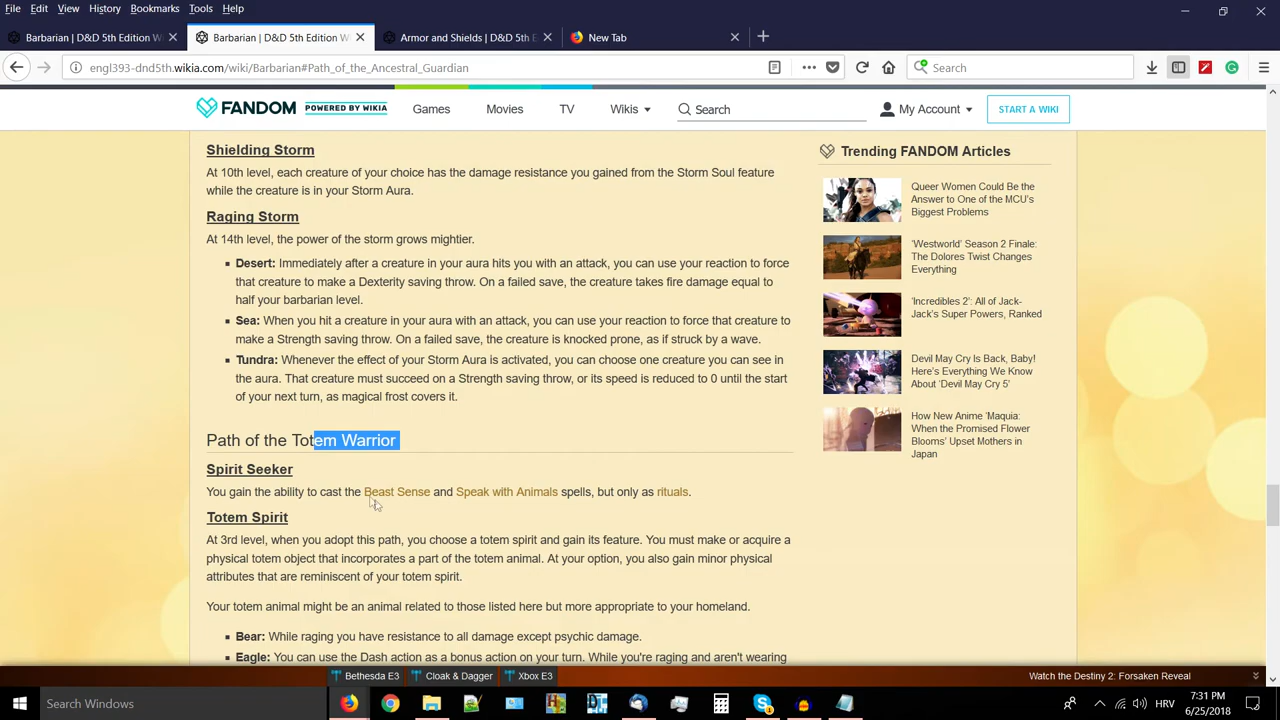 File Edit View History Bookmarks Tools Help
Barbarian | D&D 5th Edition W
Barbarian | D&D 5th Edition W
Armor and Shields | D&D 5th E
New Tab
engl393-dnd5th.wikia.com/wiki/Barbarian#Path_of_the_Ancestral_Guardian
Search
FANDOM POWERED BY WIKIA Games Movies TV Wikis Search My Account START A WIKI
Shielding Storm
At 10th level, each creature of your choice has the damage resistance you gained from the Storm Soul feature
while the creature is in your Storm Aura.
Raging Storm
At 14th level, the power of the storm grows mightier.
Desert: Immediately after a creature in your aura hits you with an attack, you can use your reaction to force
that creature to make a Dexterity saving throw. On a failed save, the creature takes fire damage equal to
half your barbarian level.
Sea: When you hit a creature in your aura with an attack, you can use your reaction to force that creature to
make a Strength saving throw. On a failed save, the creature is knocked prone, as if struck by a wave.
Tundra: Whenever the effect of your Storm Aura is activated, you can choose one creature you can see in
the aura. That creature must succeed on a Strength saving throw, or its speed is reduced to 0 until the start
of your next turn, as magical frost covers it.
Path of the Totem Warrior
Spirit Seeker
You gain the ability to cast the Beast Sense and Speak with Animals spells, but only as rituals.
Totem Spirit
At 3rd level, when you adopt this path, you choose a totem spirit and gain its feature. You must make or acquire a
physical totem object that incorporates a part of the totem animal. At your option, you also gain minor physical
attributes that are reminiscent of your totem spirit.
Your totem animal might be an animal related to those listed here but more appropriate to your homeland.
Bear: While raging you have resistance to all damage except psychic damage.
Eagle: You can use the Dash action as a bonus action on your turn. While you're raging and aren't wearing
Trending FANDOM Articles
Queer Women Could Be the
Answer to One of the MCU's
Biggest Problems
'Westworld' Season 2 Finale:
The Dolores Twist Changes
Everything
'Incredibles 2': All of Jack-
Jack's Super Powers, Ranked
Devil May Cry Is Back, Baby!
Here's Everything We Know
About 'Devil May Cry 5'
How New Anime 'Maquia:
When the Promised Flower
Blooms' Upset Mothers in
Japan
Bethesda E3 Cloak & Dagger Xbox E3 Watch the Destiny 2: Forsaken Reveal
Search Windows
HRV
7:31 PM
6/25/2018